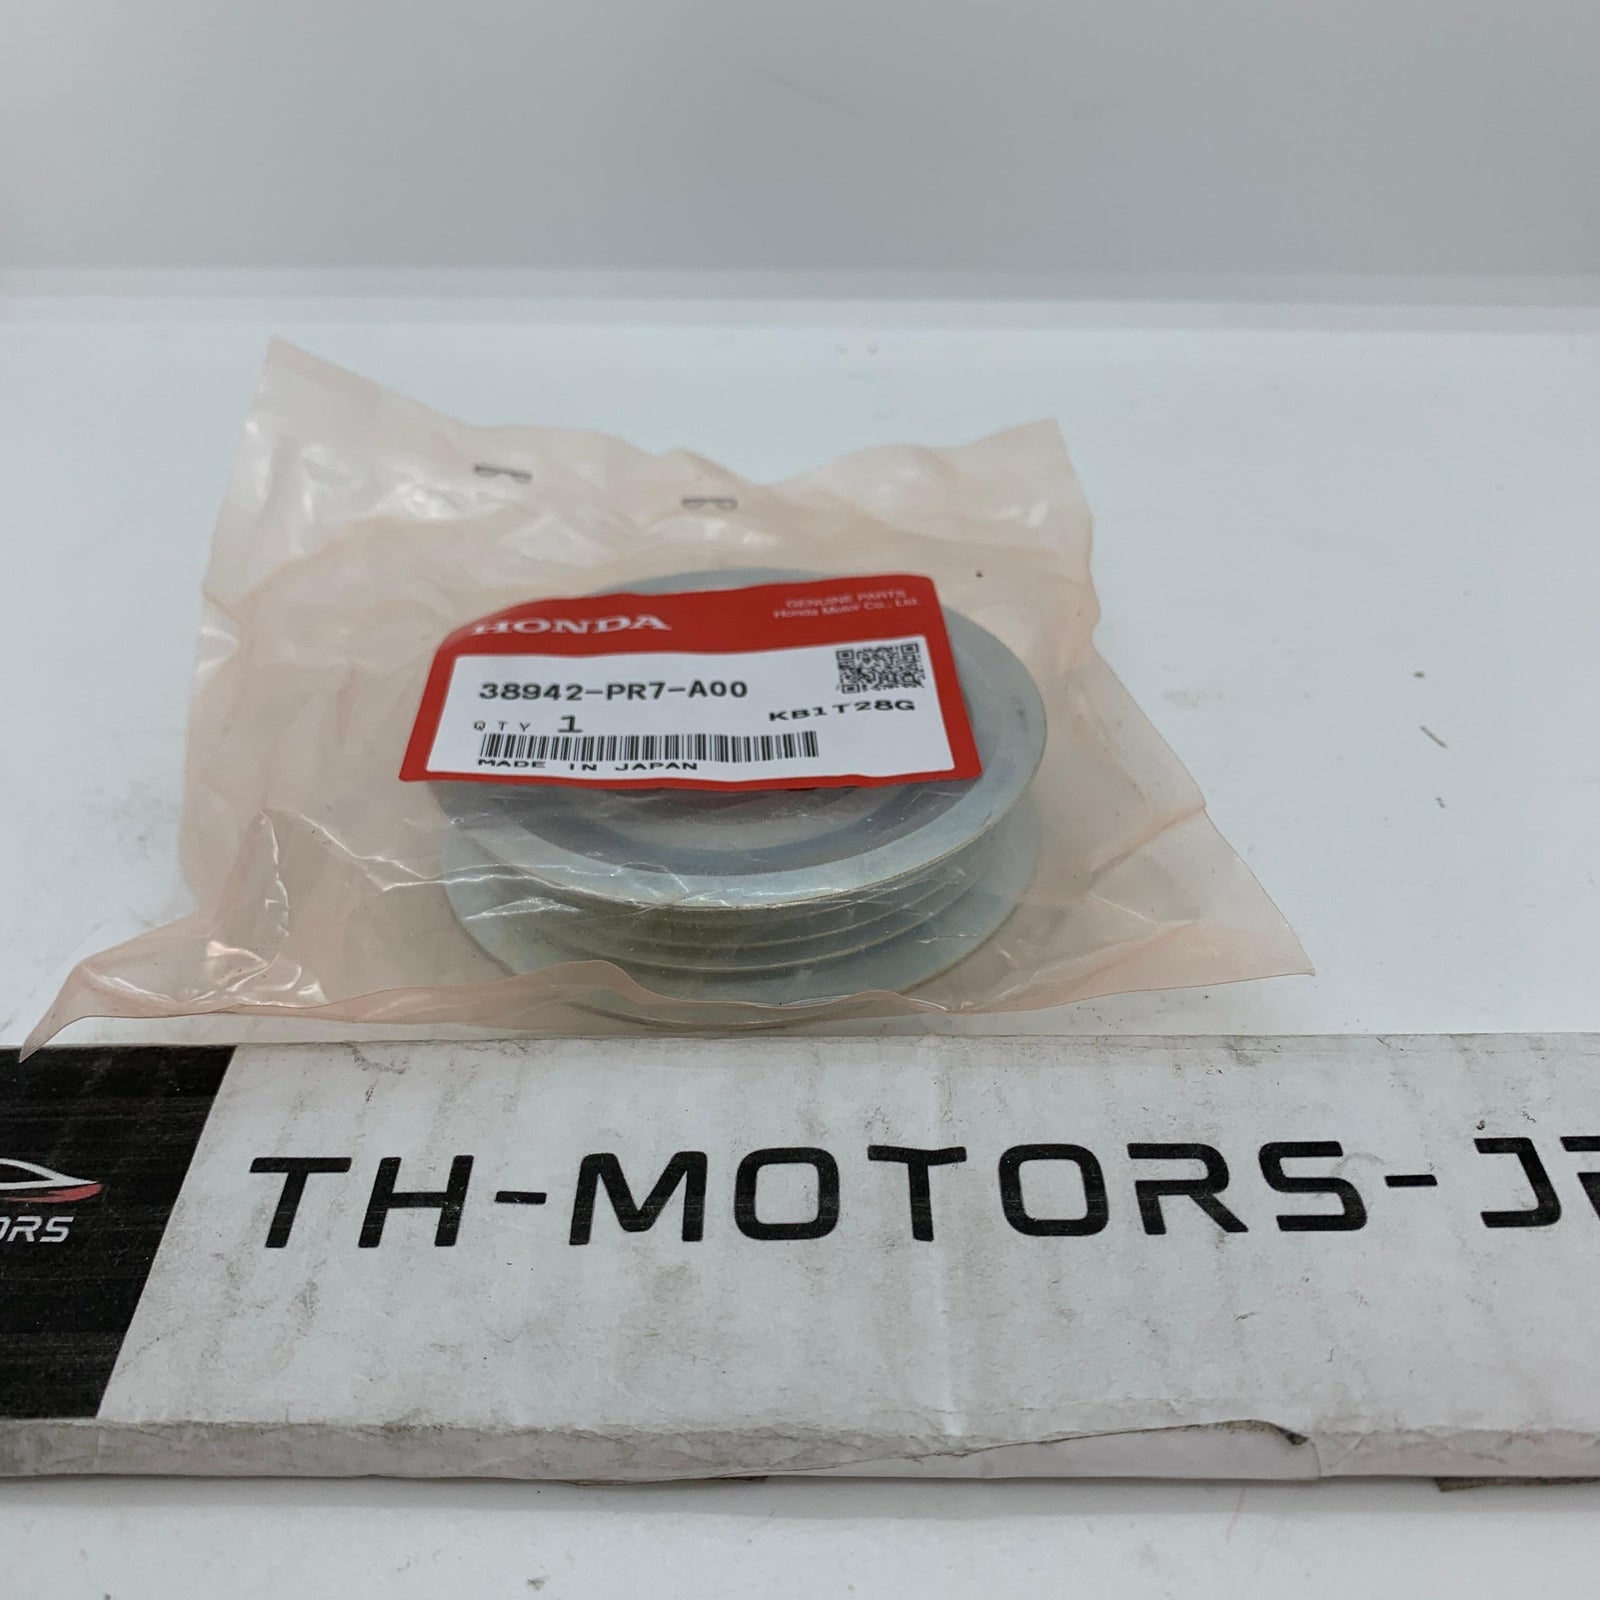 HONDA
GENUINE PARTS
Honda Motor Co., Ltd.
38942-PR7-A00
QTY 1
KB1T28G
MADE IN JAPAN
TH-MOTORS-J
ORS